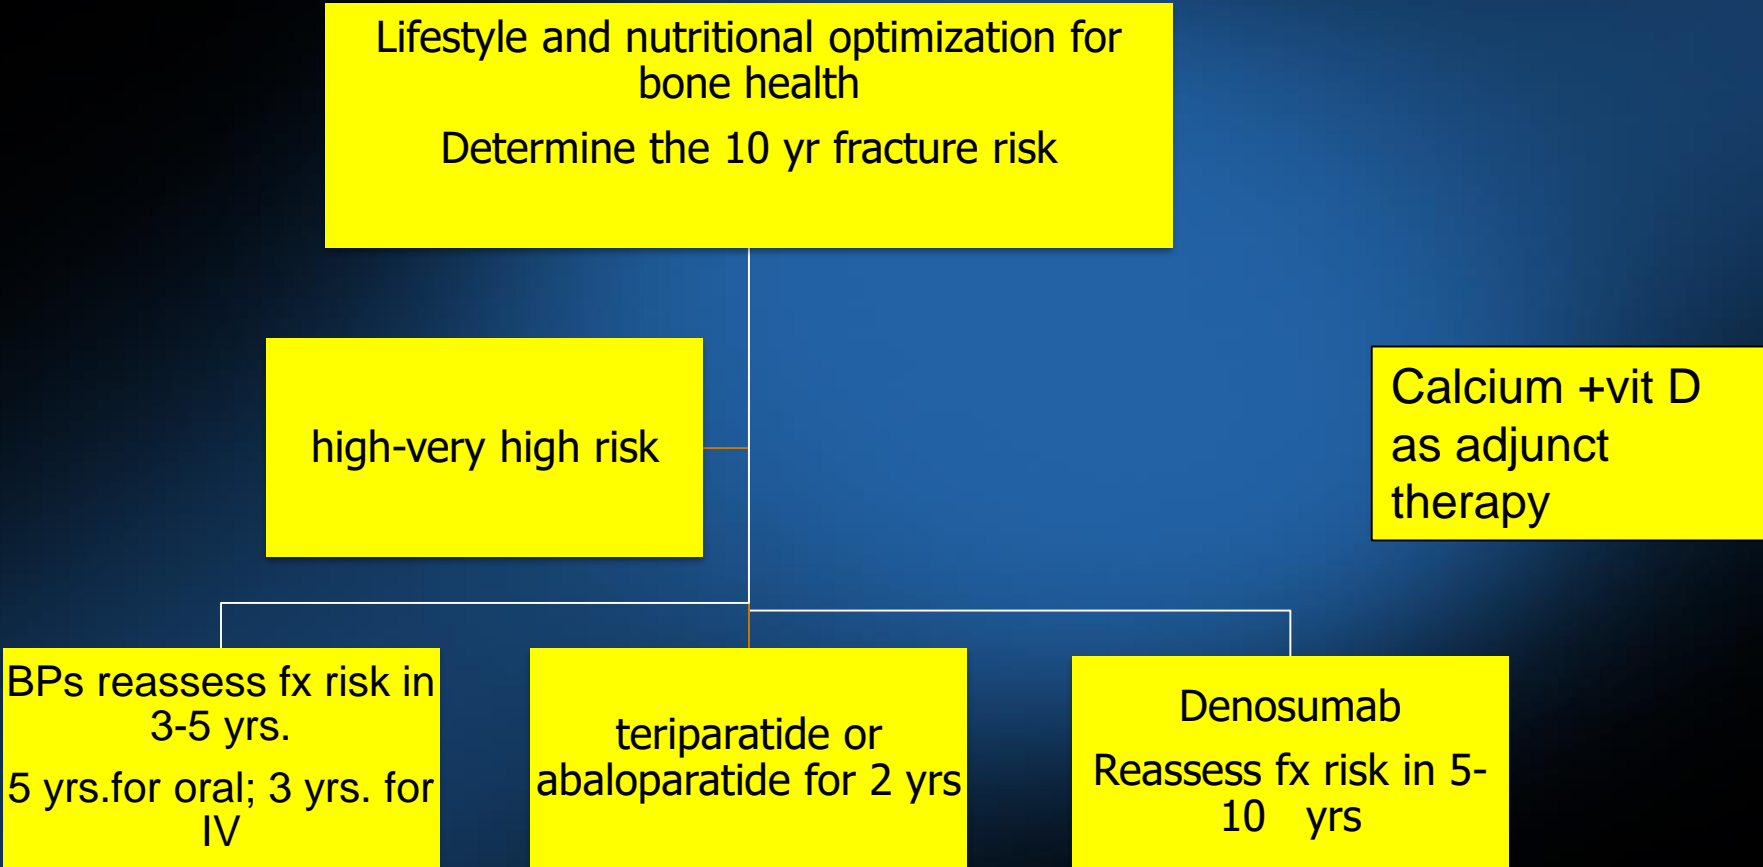 Lifestyle and nutritional optimization for
bone health
Determine the 10 yr fracture risk
high-very high risk
Calcium +vit D
as adjunct
therapy
BPs reassess fx risk in
3-5 yrs.
5 yrs.for oral; 3 yrs. for
IV
teriparatide or
abaloparatide for 2 yrs
Denosumab
Reassess fx risk in 5-
10 yrs